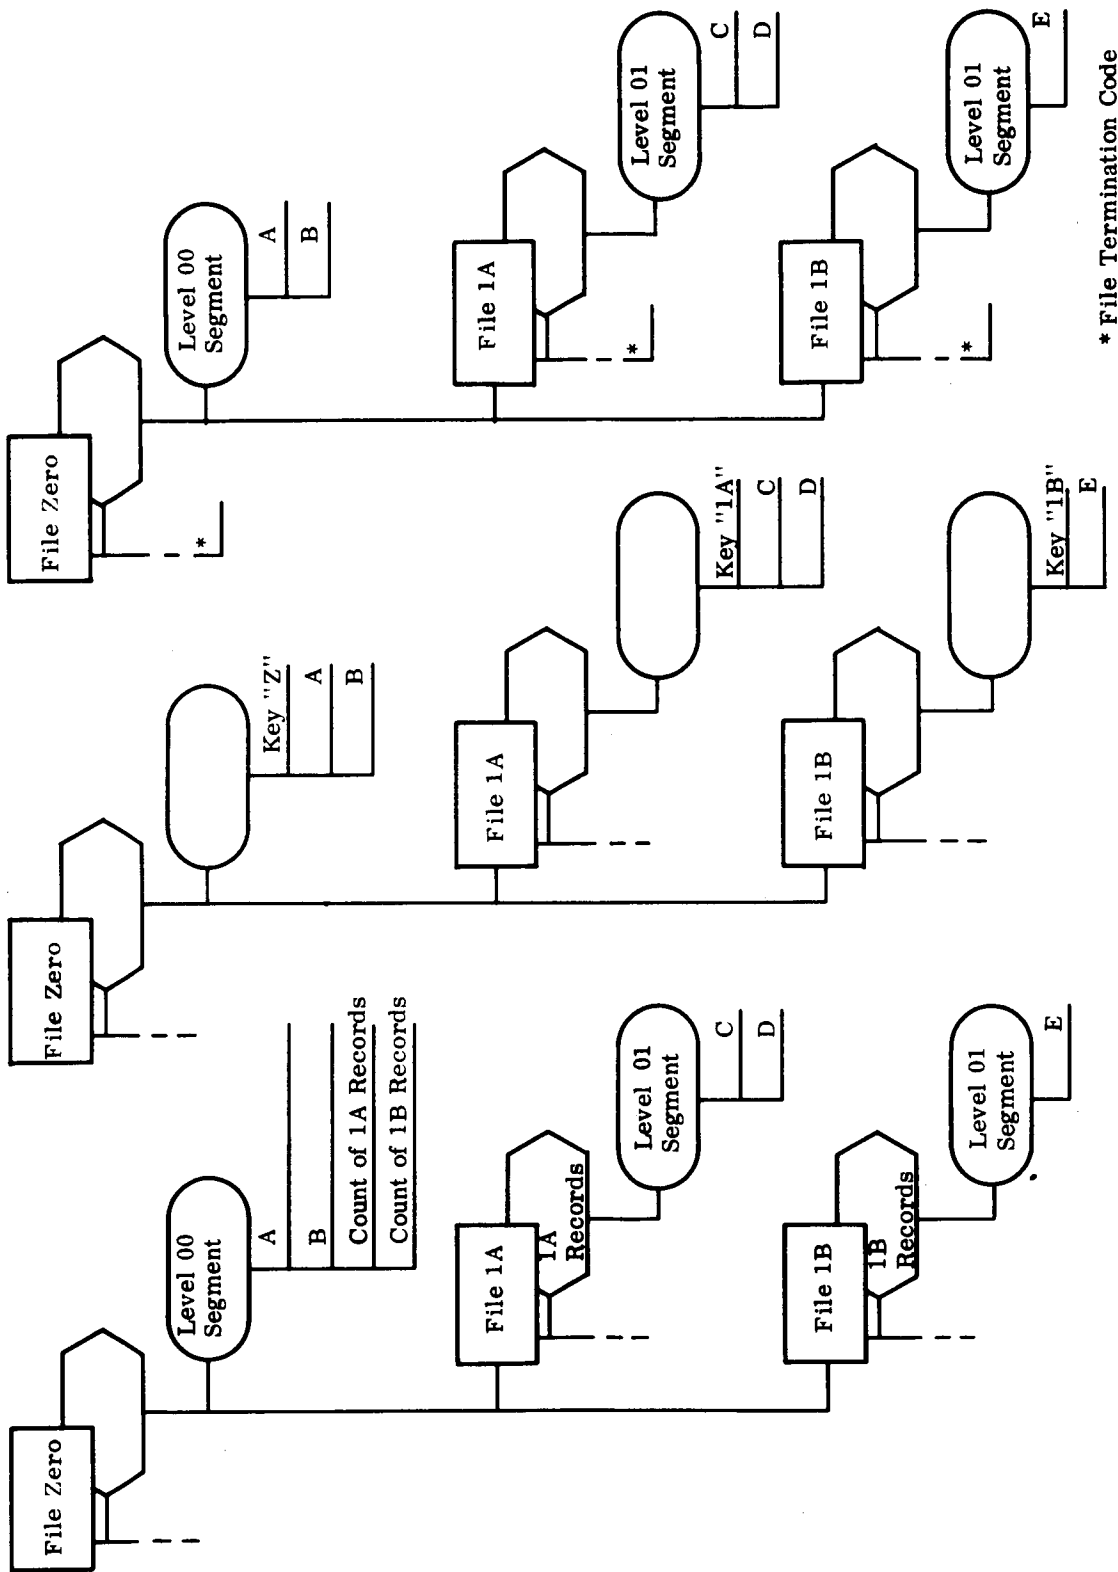 File Zero
Level 00
Segment
A
B
Count of 1A Records
Count of 1B Records
File 1A
1A
Records
Level 01
Segment
C
D
File 1B
1B
Records
Level 01
Segment
E
File Zero
Key "Z"
A
B
File 1A
Key "1A"
C
D
File 1B
Key "1B"
E
File Zero
*
Level 00
Segment
A
B
File 1A
*
Level 01
Segment
C
D
File 1B
*
Level 01
Segment
E
* File Termination Code